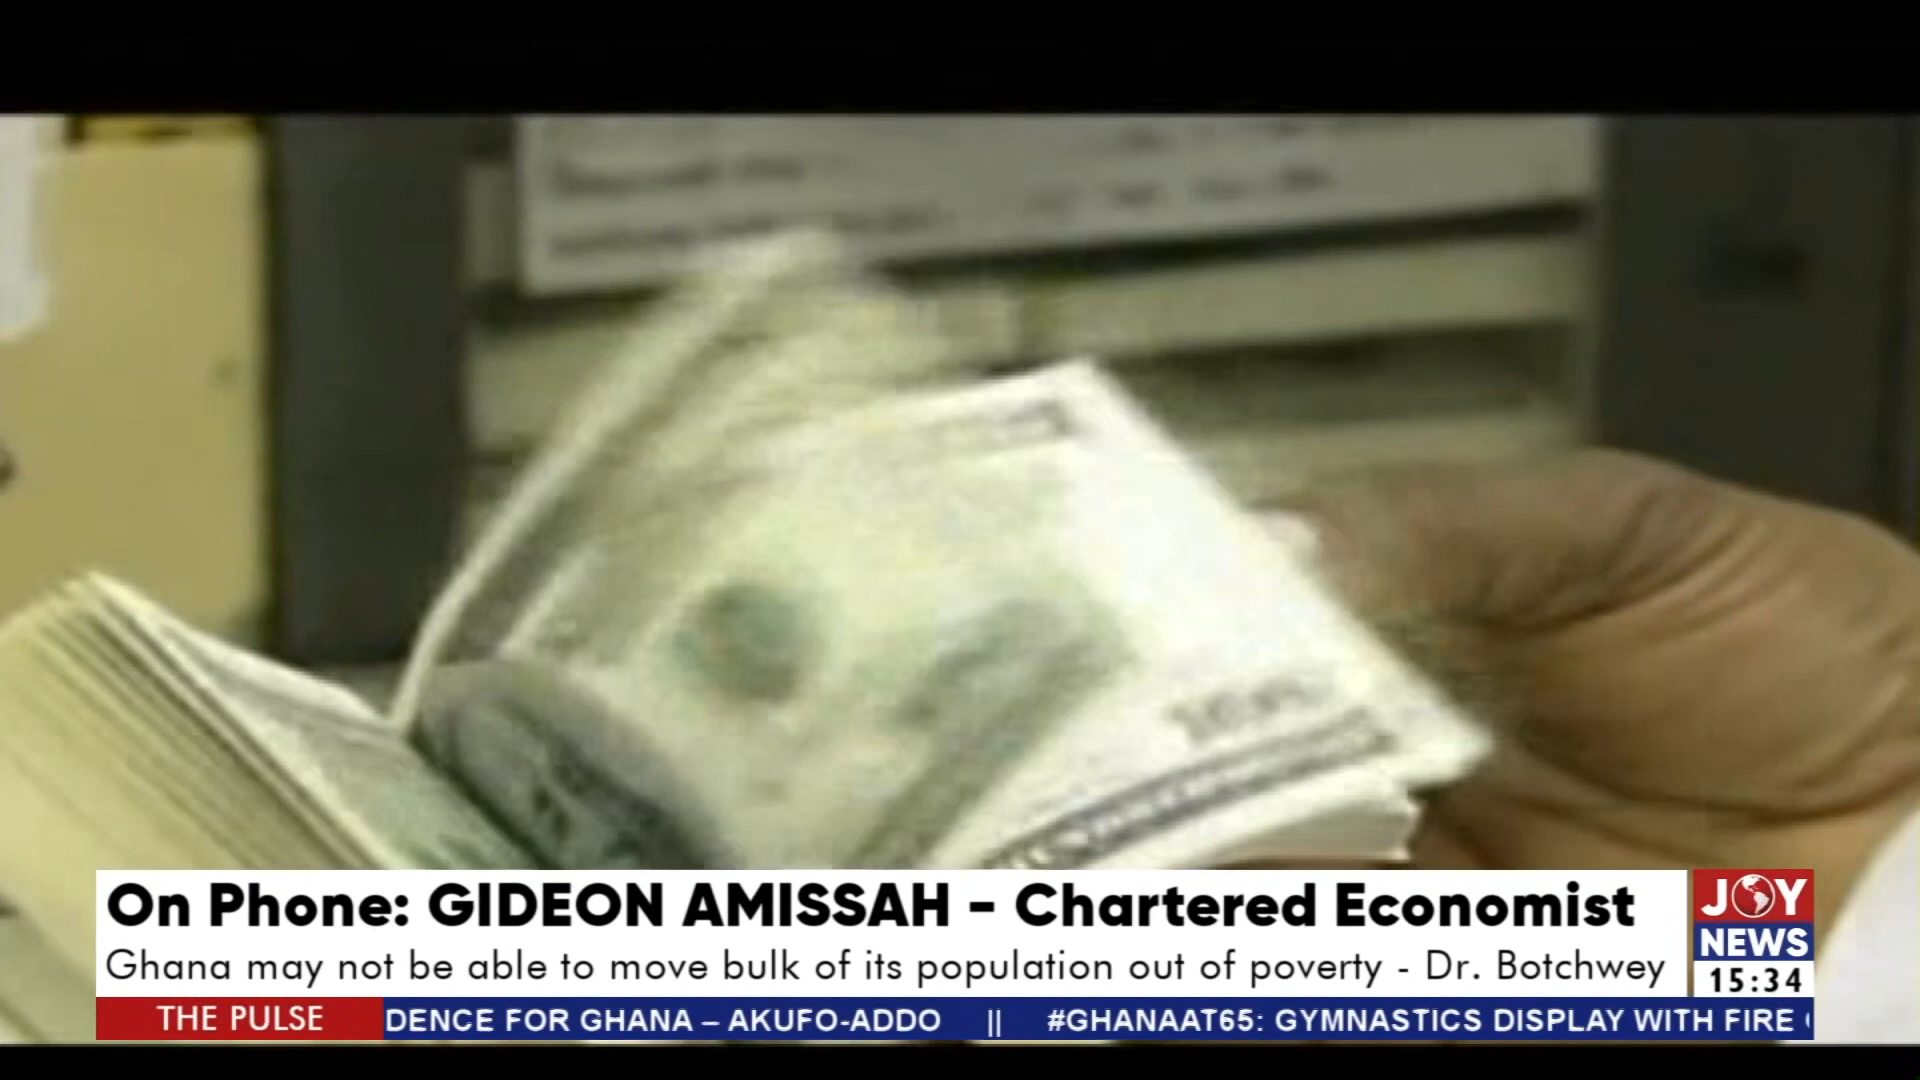 On Phone: GIDEON AMISSAH - Chartered Economist
Ghana may not be able to move bulk of its population out of poverty - Dr. Botchwey
JOY
NEWS
15:34
THE PULSE
DENCE FOR GHANA – AKUFO-ADDO || #GHANAAT65: GYMNASTICS DISPLAY WITH FIRE